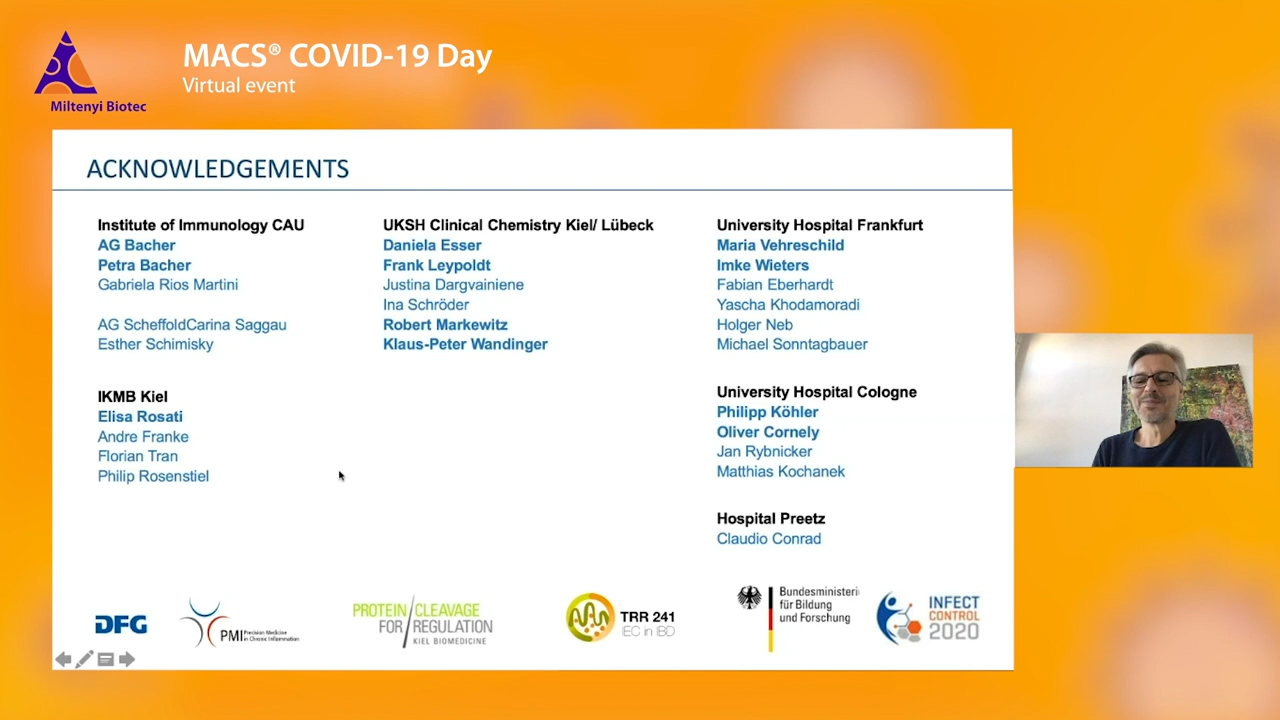 MACS® COVID-19 Day
Virtual event
Miltenyi Biotec
ACKNOWLEDGEMENTS
Institute of Immunology CAU
AG Bacher
Petra Bacher
Gabriela Rios Martini
AG ScheffoldCarina Saggau
Esther Schimisky
IKMB Kiel
Elisa Rosati
Andre Franke
Florian Tran
Philip Rosenstiel
UKSH Clinical Chemistry Kiel/ Lübeck
Daniela Esser
Frank Leypoldt
Justina Dargvainiene
Ina Schröder
Robert Markewitz
Klaus-Peter Wandinger
University Hospital Frankfurt
Maria Vehreschild
Imke Wieters
Fabian Eberhardt
Yascha Khodamoradi
Holger Neb
Michael Sonntagbauer
University Hospital Cologne
Philipp Köhler
Oliver Cornely
Jan Rybnicker
Matthias Kochanek
Hospital Preetz
Claudio Conrad
DFG
PMI
Precision Medicine
in Chronic Inflammation
PROTEIN/CLEAVAGE
FOR/REGULATION
KIEL BIOMEDICINE
TRR 241
IEC in IBD
Bundesministeri
für Bildung
und Forschung
INFECT
CONTROL
2020